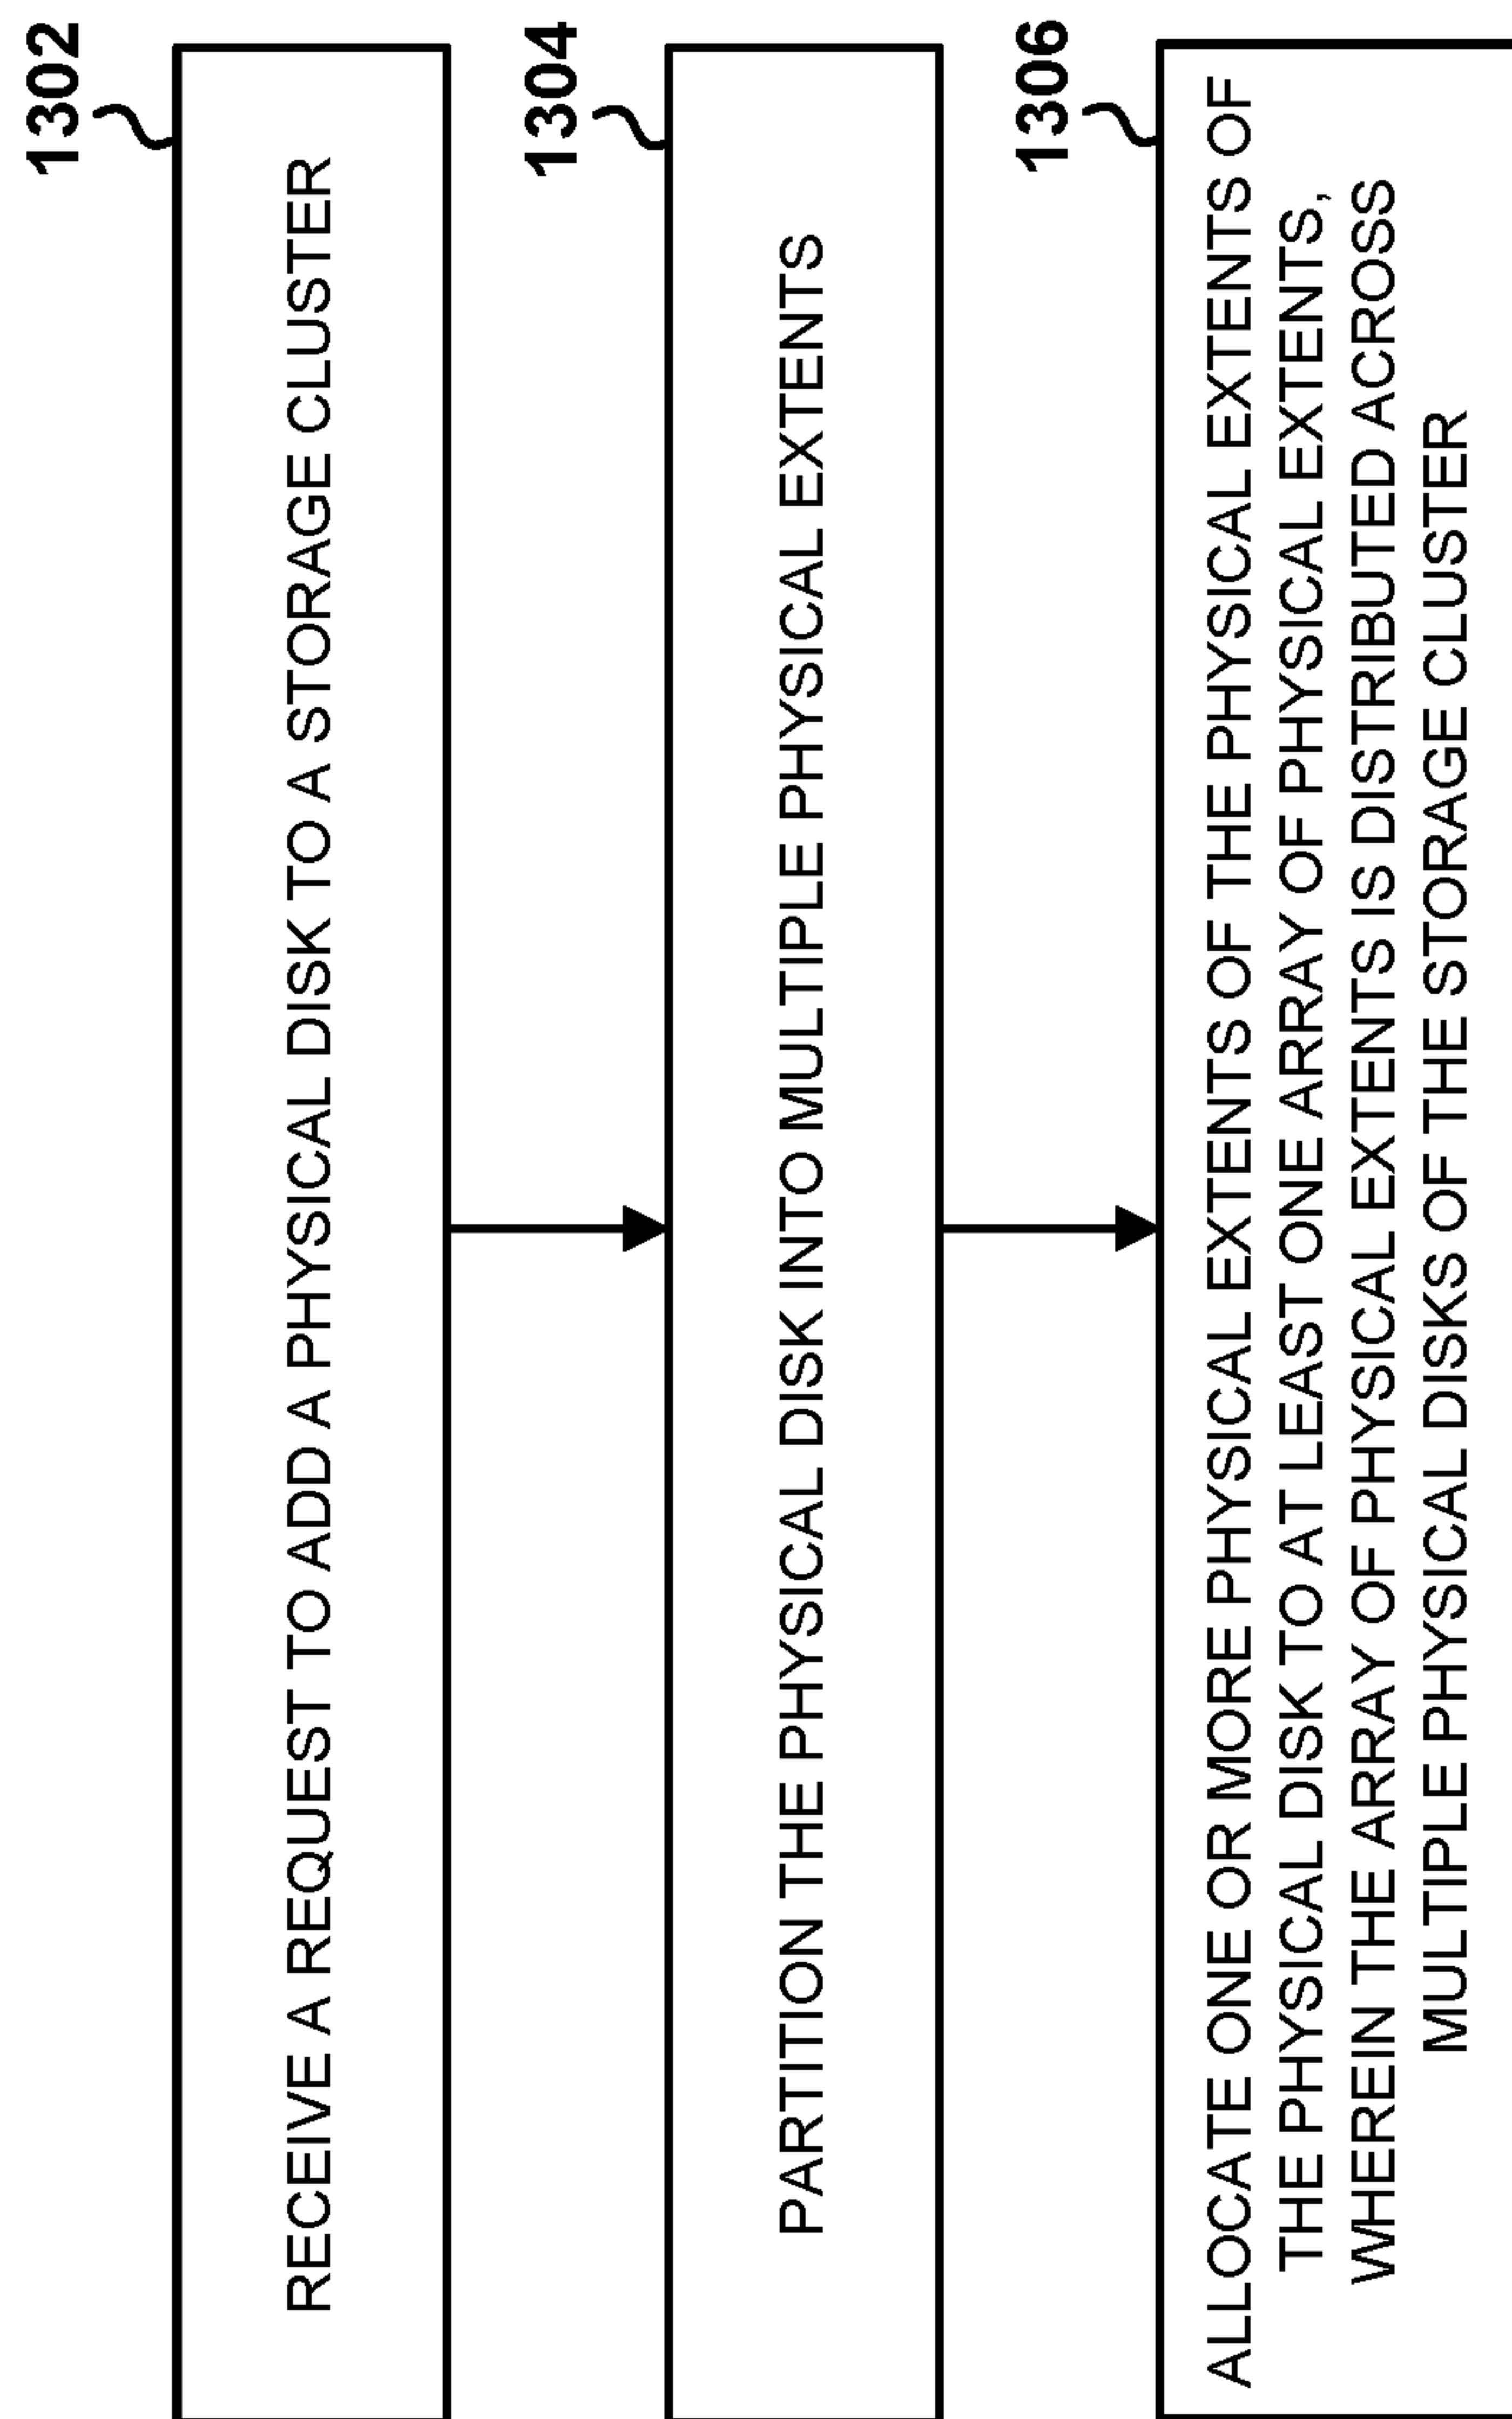 1302
RECEIVE A REQUEST TO ADD A PHYSICAL DISK TO A STORAGE CLUSTER
1304
PARTITION THE PHYSICAL DISK INTO MULTIPLE PHYSICAL EXTENTS
1306
ALLOCATE ONE OR MORE PHYSICAL EXTENTS OF THE PHYSICAL EXTENTS OF
THE PHYSICAL DISK TO AT LEAST ONE ARRAY OF PHYSICAL EXTENTS,
WHEREIN THE ARRAY OF PHYSICAL EXTENTS IS DISTRIBUTED ACROSS
MULTIPLE PHYSICAL DISKS OF THE STORAGE CLUSTER